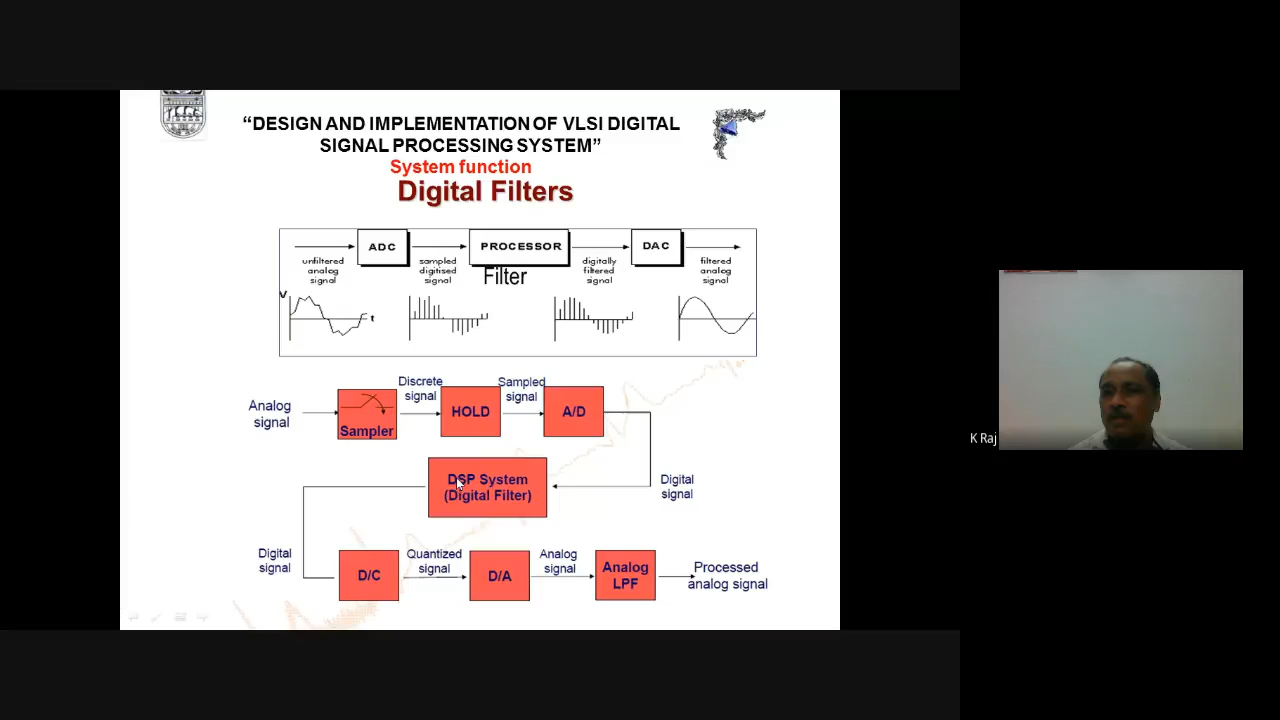 “DESIGN AND IMPLEMENTATION OF VLSI DIGITAL
SIGNAL PROCESSING SYSTEM”
System function
Digital Filters
ADC
PROCESSOR
DAC
unfiltered
analog
signal
sampled
digitised
signal
Filter
digitally
filtered
signal
filtered
analog
signal
V
t
Analog
signal
Sampler
Discrete
signal
HOLD
Sampled
signal
A/D
DSP System
(Digital Filter)
Digital
signal
Digital
signal
D/C
Quantized
signal
D/A
Analog
signal
Analog
LPF
Processed
analog signal
K Raj